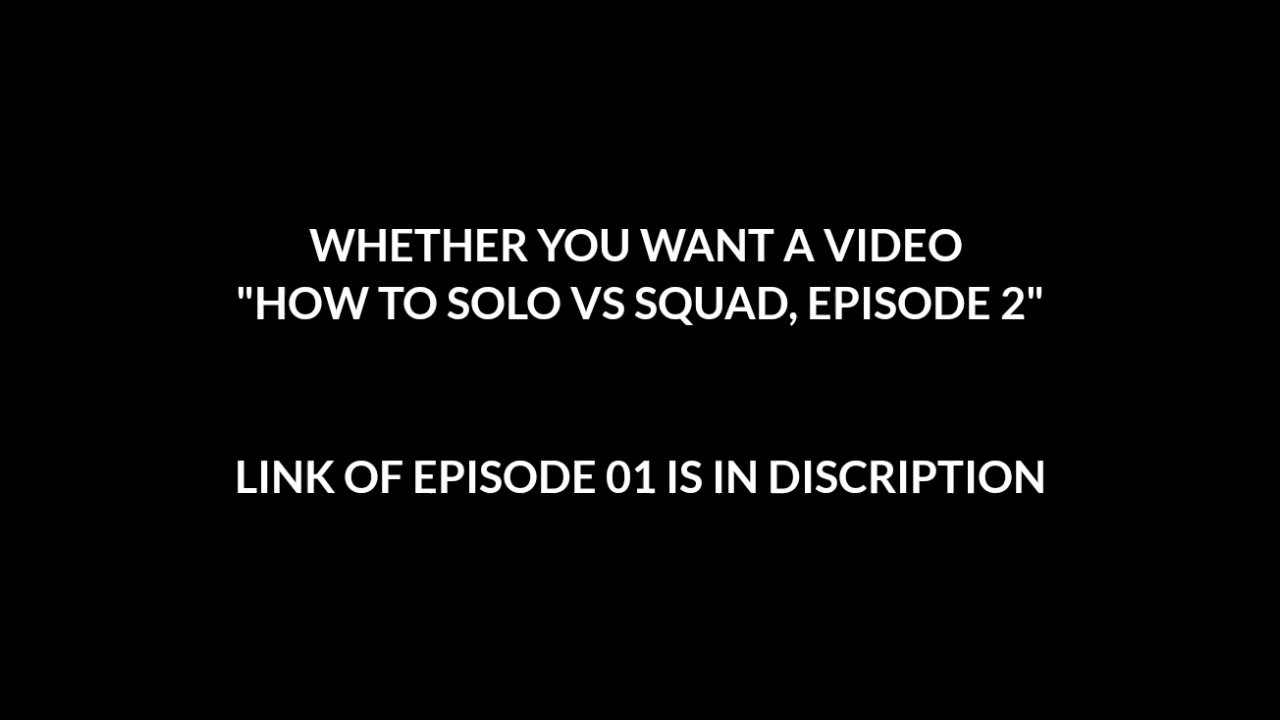 WHETHER YOU WANT A VIDEO
"HOW TO SOLO VS SQUAD, EPISODE 2"
LINK OF EPISODE 01 IS IN DISCRIPTION